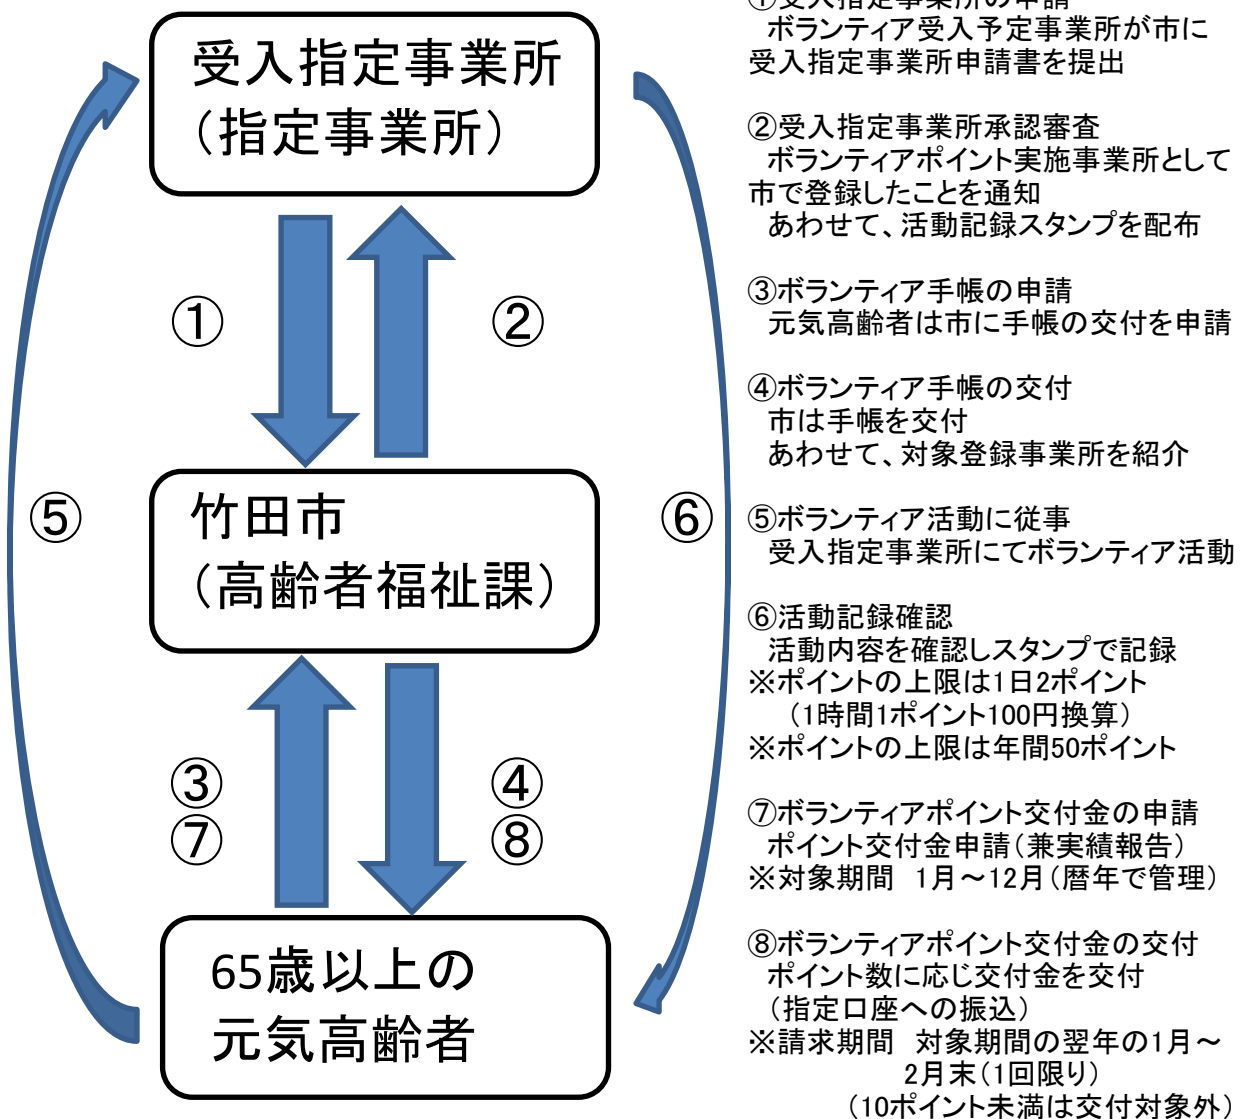 受入指定事業所
（指定事業所）
①
②
竹田市
（高齢者福祉課）
⑤
⑥
③
⑦
④
⑧
65歳以上の
元気高齢者
①受入指定事業所の申請
ボランティア受入予定事業所が市に
受入指定事業所申請書を提出
②受入指定事業所承認審査
ボランティアポイント実施事業所として
市で登録したことを通知
あわせて、活動記録スタンプを配布
③ボランティア手帳の申請
元気高齢者は市に手帳の交付を申請
④ボランティア手帳の交付
市は手帳を交付
あわせて、対象登録事業所を紹介
⑤ボランティア活動に従事
受入指定事業所にてボランティア活動
⑥活動記録確認
活動内容を確認しスタンプで記録
※ポイントの上限は1日2ポイント
（1時間1ポイント100円換算）
※ポイントの上限は年間50ポイント
⑦ボランティアポイント交付金の申請
ポイント交付金申請（兼実績報告）
※対象期間　1月～12月（暦年で管理）
⑧ボランティアポイント交付金の交付
ポイント数に応じ交付金を交付
（指定口座への振込）
※請求期間　対象期間の翌年の1月～
2月末（1回限り）
（10ポイント未満は交付対象外）